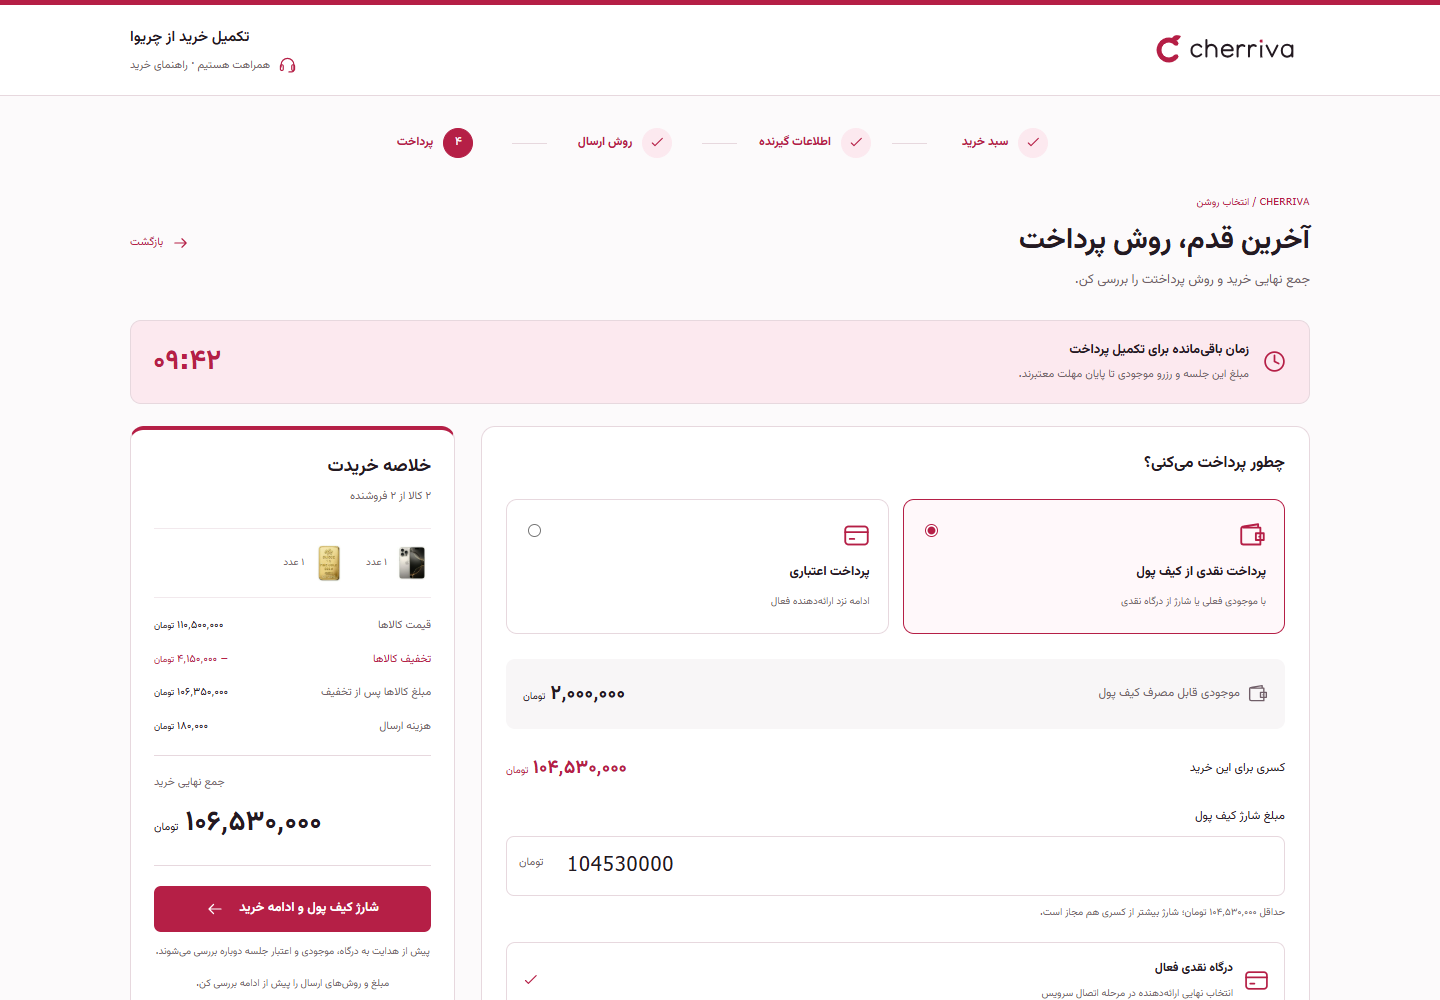 cherriva
تکمیل خرید از چریوا
همراهت هستیم · راهنمای خرید
سبد خرید
اطلاعات گیرنده
روش ارسال
۴ پرداخت
CHERRIVA / انتخاب روشن
آخرین قدم، روش پرداخت
بازگشت
جمع نهایی خرید و روش پرداختت را بررسی کن.
زمان باقی‌مانده برای تکمیل پرداخت
مبلغ این جلسه و رزرو موجودی تا پایان مهلت معتبرند.
۰۹:۴۲
چطور پرداخت می‌کنی؟
پرداخت نقدی از کیف پول
با موجودی فعلی یا شارژ از درگاه نقدی
پرداخت اعتباری
ادامه نزد ارائه‌دهنده فعال
موجودی قابل مصرف کیف پول
۲,۰۰۰,۰۰۰ تومان
کسری برای این خرید
۱۰۴,۵۳۰,۰۰۰ تومان
مبلغ شارژ کیف پول
104530000 تومان
حداقل ۱۰۴,۵۳۰,۰۰۰ تومان؛ شارژ بیشتر از کسری هم مجاز است.
درگاه نقدی فعال
انتخاب نهایی ارائه‌دهنده در مرحله اتصال سرویس
خلاصه خریدت
۲ کالا از ۲ فروشنده
۱ عدد
۱ عدد
قیمت کالاها
۱۱۰,۵۰۰,۰۰۰ تومان
تخفیف کالاها
− ۴,۱۵۰,۰۰۰ تومان
مبلغ کالاها پس از تخفیف
۱۰۶,۳۵۰,۰۰۰ تومان
هزینه ارسال
۱۸۰,۰۰۰ تومان
جمع نهایی خرید
۱۰۶,۵۳۰,۰۰۰ تومان
شارژ کیف پول و ادامه خرید
پیش از هدایت به درگاه، موجودی و اعتبار جلسه دوباره بررسی می‌شوند.
مبلغ و روش‌های ارسال را پیش از ادامه بررسی کن.